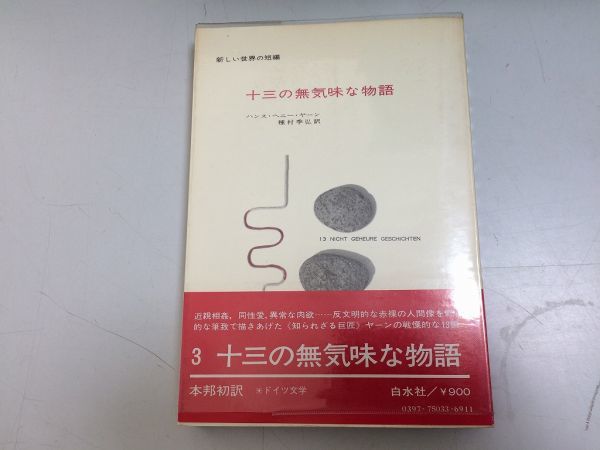 新しい世界の短編
十三の無気味な物語
ハンス・ヘニー・ヤーン
種村季弘訳
13 NICHT GEHEURE GESCHICHTEN
近親相姦、同性愛、異常な肉欲……反文明的な赤裸の人間像を
的な筆致で描きあげた《知られざる巨匠》ヤーンの戦慄的な13
3 十三の無気味な物語
本邦初訳 *ドイツ文学 白水社/¥900
0397-75033-6911